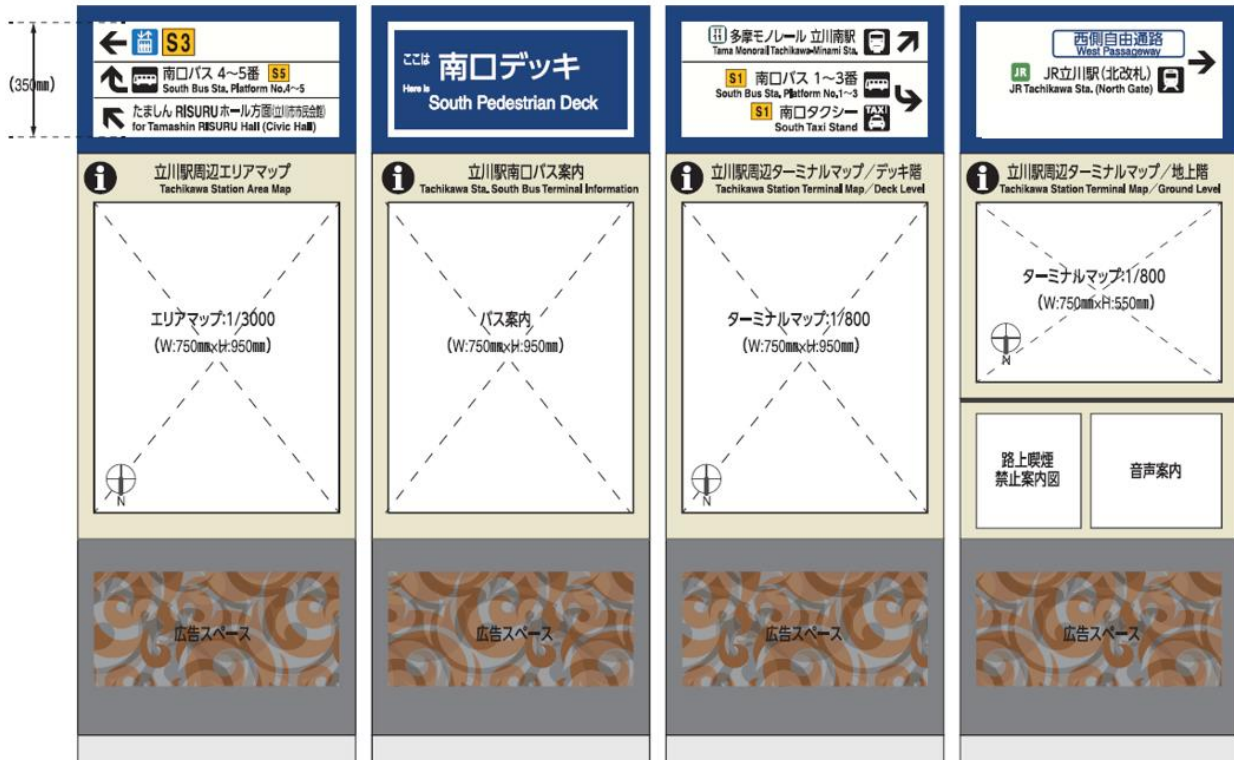 (350mm)
S3
南口バス 4～5番 S5
South Bus Sta. Platform No.4～5
たましん RISURUホール方面(立川市市民会館)
for Tamashin RISURU Hall (Civic Hall)
立川駅周辺エリアマップ
Tachikawa Station Area Map
エリアマップ:1/3000
(W:750mm×H:950mm)
N
広告スペース
ここは 南口デッキ
Here is South Pedestrian Deck
立川駅南口バス案内
Tachikawa Sta. South Bus Terminal Information
バス案内
(W:750mm×H:950mm)
広告スペース
多摩モノレール 立川南駅
Tama Monorail Tachikawa-Minami Sta.
S1 南口バス 1～3番
South Bus Sta. Platform No.1～3
S1 南口タクシー TAXI
South Taxi Stand
立川駅周辺ターミナルマップ／デッキ階
Tachikawa Station Terminal Map／Deck Level
ターミナルマップ:1/800
(W:750mm×H:950mm)
N
広告スペース
西側自由通路
West Passageway
JR JR立川駅(北改札)
JR Tachikawa Sta. (North Gate)
立川駅周辺ターミナルマップ／地上階
Tachikawa Station Terminal Map／Ground Level
ターミナルマップ:1/800
(W:750mm×H:550mm)
N
路上喫煙
禁止案内図
音声案内
広告スペース